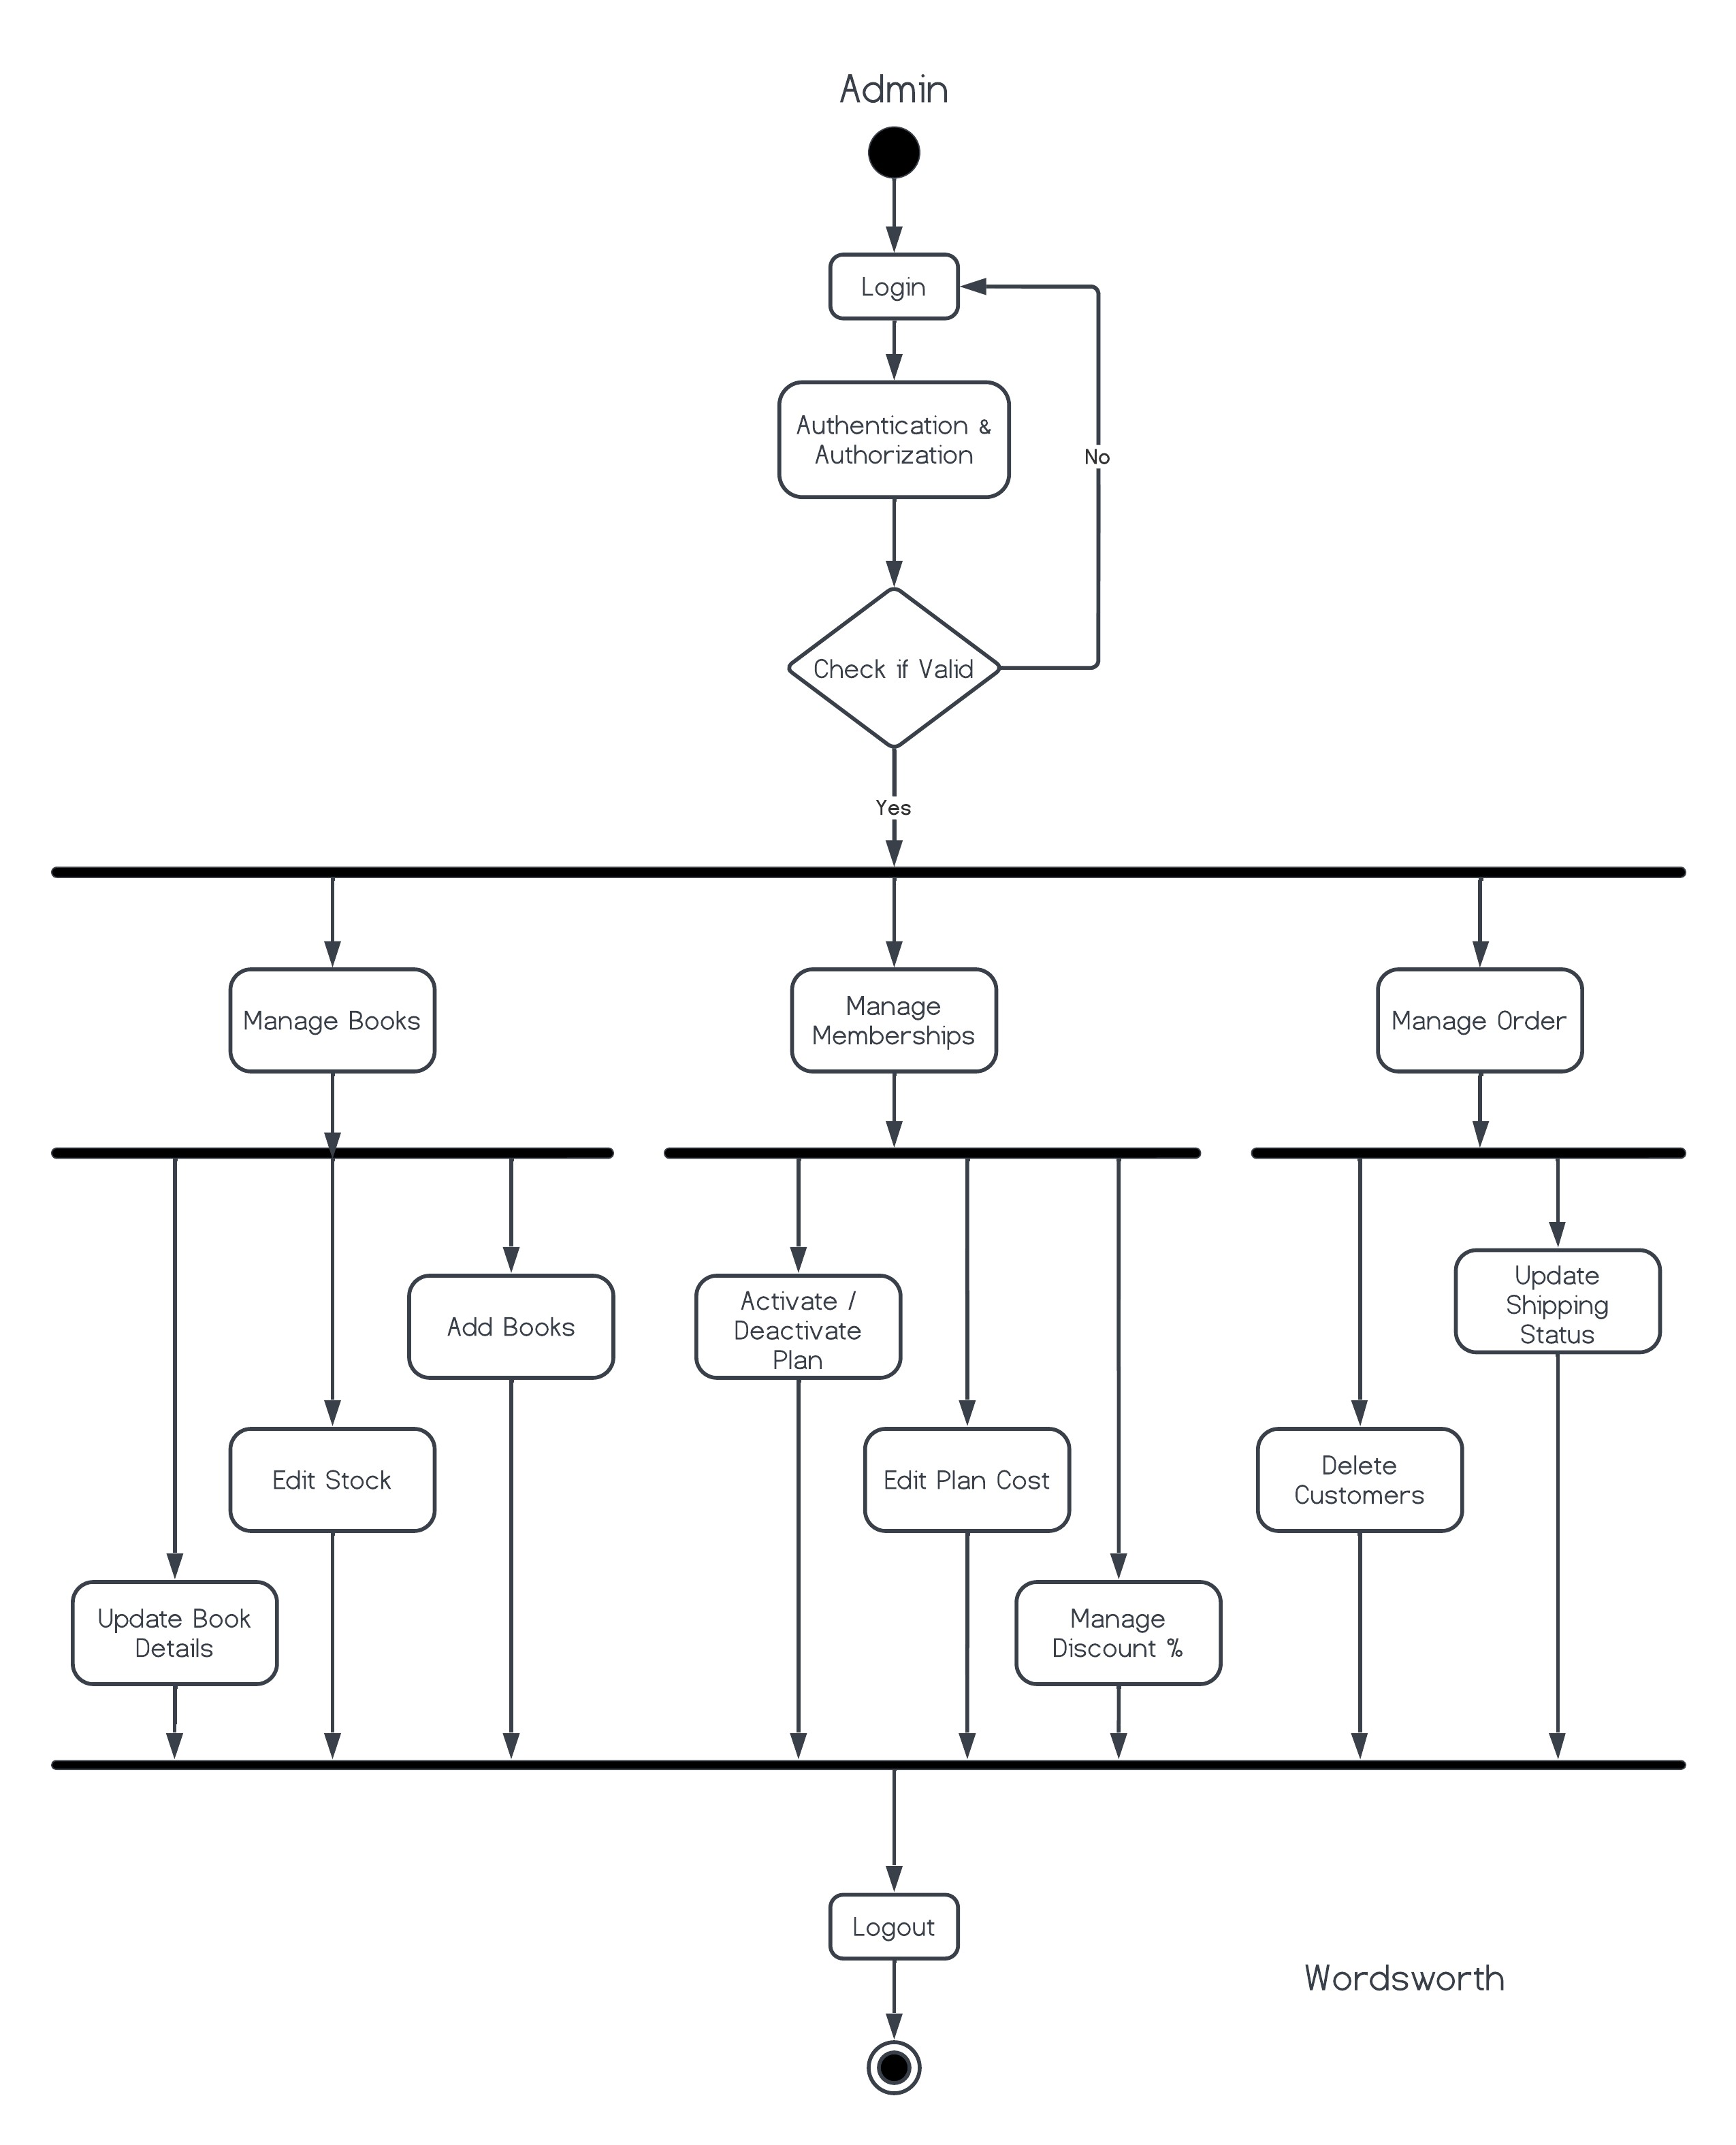 Admin
Login
Authentication &
Authorization
No
Check if Valid
Yes
Manage Books
Manage
Memberships
Manage Order
Add Books
Activate /
Deactivate
Plan
Update
Shipping
Status
Edit Stock
Edit Plan Cost
Delete
Customers
Update Book
Details
Manage
Discount %
Logout
Wordsworth